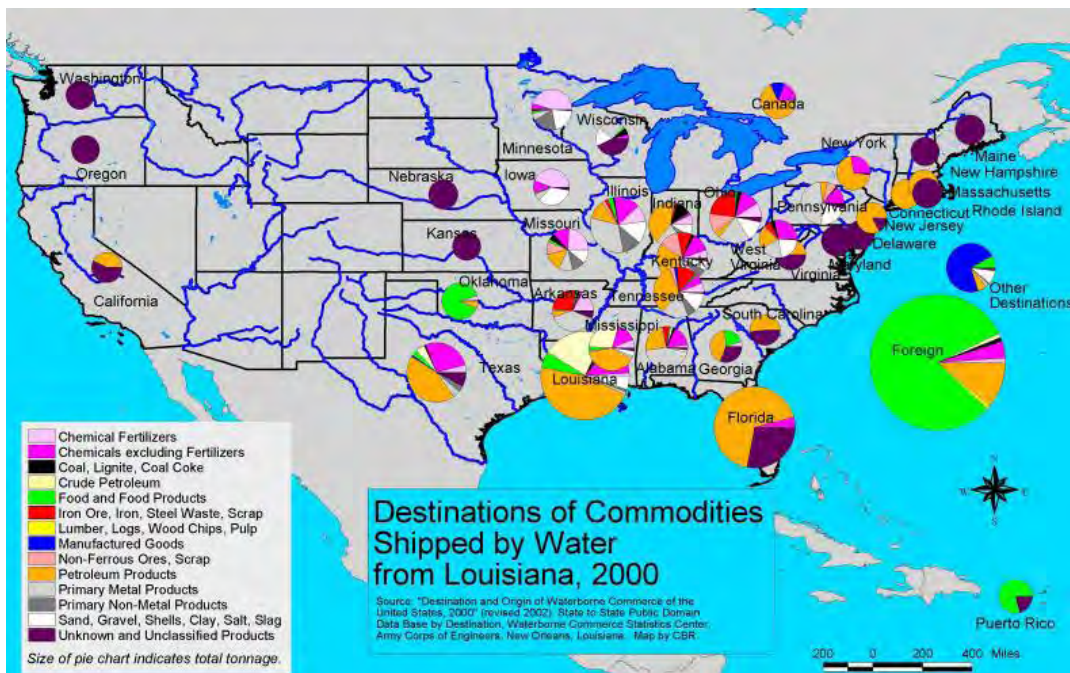 Washington
Oregon
California
Nebraska
Kansas
Oklahoma
Texas
Minnesota
Wisconsin
Iowa
Illinois
Missouri
Arkansas
Mississippi
Louisiana
Indiana
Ohio
Kentucky
Tennessee
Alabama
Georgia
South Carolina
Florida
West
Virginia
Virginia
Maryland
Delaware
New Jersey
Pennsylvania
New York
Connecticut
Rhode Island
Massachusetts
New Hampshire
Maine
Canada
Other
Destinations
Foreign
Puerto Rico
Chemical Fertilizers
Chemicals excluding Fertilizers
Coal, Lignite, Coal Coke
Crude Petroleum
Food and Food Products
Iron Ore, Iron, Steel Waste, Scrap
Lumber, Logs, Wood Chips, Pulp
Manufactured Goods
Non-Ferrous Ores, Scrap
Petroleum Products
Primary Metal Products
Primary Non-Metal Products
Sand, Gravel, Shells, Clay, Salt, Slag
Unknown and Unclassified Products
Size of pie chart indicates total tonnage.
Destinations of Commodities
Shipped by Water
from Louisiana, 2000
Source: "Destination and Origin of Waterborne Commerce of the
United States, 2000" (revised 2002). State to State Public Domain
Data Base by Destination, Waterborne Commerce Statistics Center,
Army Corps of Engineers, New Orleans, Louisiana. Map by CBR.
N
W E
S
200 0 200 400 Miles